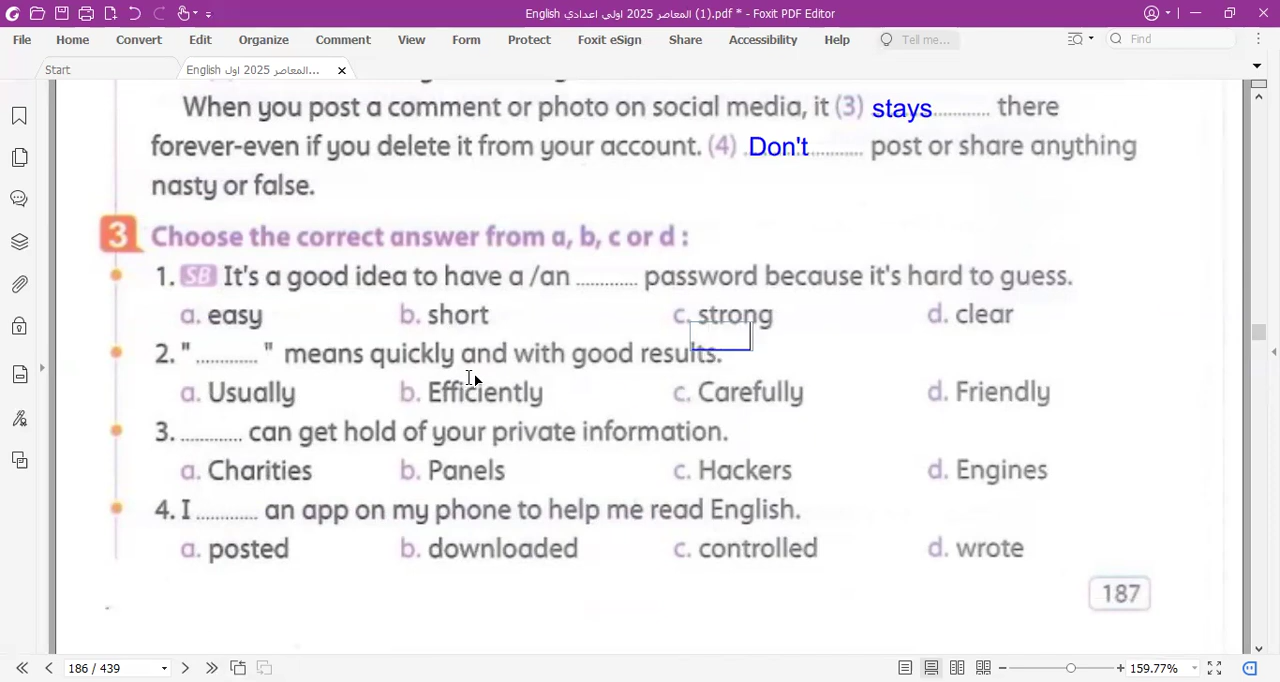 English المعاصر 2025 اولي اعدادي (1).pdf * - Foxit PDF Editor
File Home Convert Edit Organize Comment View Form Protect Foxit eSign Share Accessibility Help Tell me... Find
Start English المعاصر 2025 اول...
When you post a comment or photo on social media, it (3) stays............ there
forever-even if you delete it from your account. (4) Don't............ post or share anything
nasty or false.
3 Choose the correct answer from a, b, c or d :
1. SB It's a good idea to have a /an ............ password because it's hard to guess.
a. easy b. short c. strong d. clear
2. " ............ " means quickly and with good results.
a. Usually b. Efficiently c. Carefully d. Friendly
3. ............ can get hold of your private information.
a. Charities b. Panels c. Hackers d. Engines
4. I ............ an app on my phone to help me read English.
a. posted b. downloaded c. controlled d. wrote
187
186 / 439 159.77%